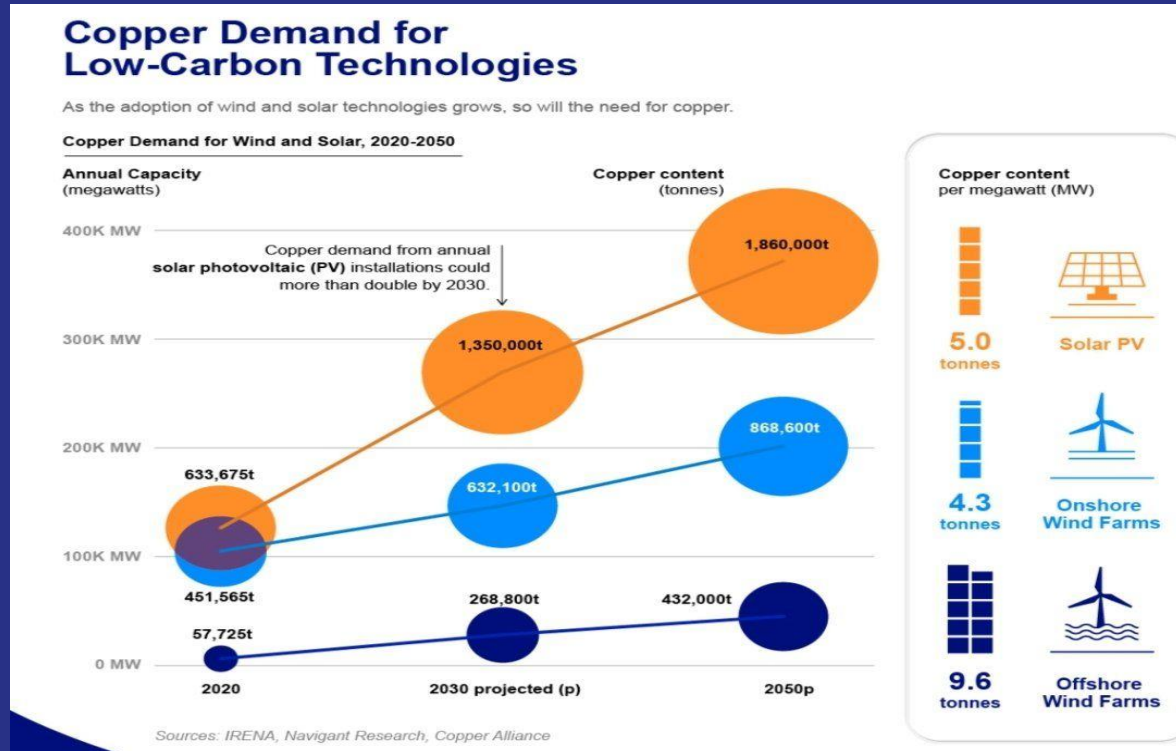 Copper Demand for
Low-Carbon Technologies
As the adoption of wind and solar technologies grows, so will the need for copper.
Copper Demand for Wind and Solar, 2020-2050
Annual Capacity
(megawatts)
Copper content
(tonnes)
400K MW
300K MW
200K MW
100K MW
0 MW
Copper demand from annual
solar photovoltaic (PV) installations could
more than double by 2030.
1,860,000t
1,350,000t
633,675t
868,600t
632,100t
451,565t
57,725t
268,800t
432,000t
2020
2030 projected (p)
2050p
Copper content
per megawatt (MW)
5.0
tonnes
Solar PV
4.3
tonnes
Onshore
Wind Farms
9.6
tonnes
Offshore
Wind Farms
Sources: IRENA, Navigant Research, Copper Alliance